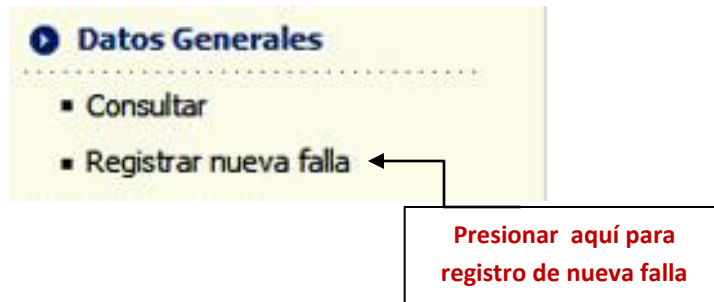 Datos Generales
Consultar
Registrar nueva falla
Presionar aquí para
registro de nueva falla